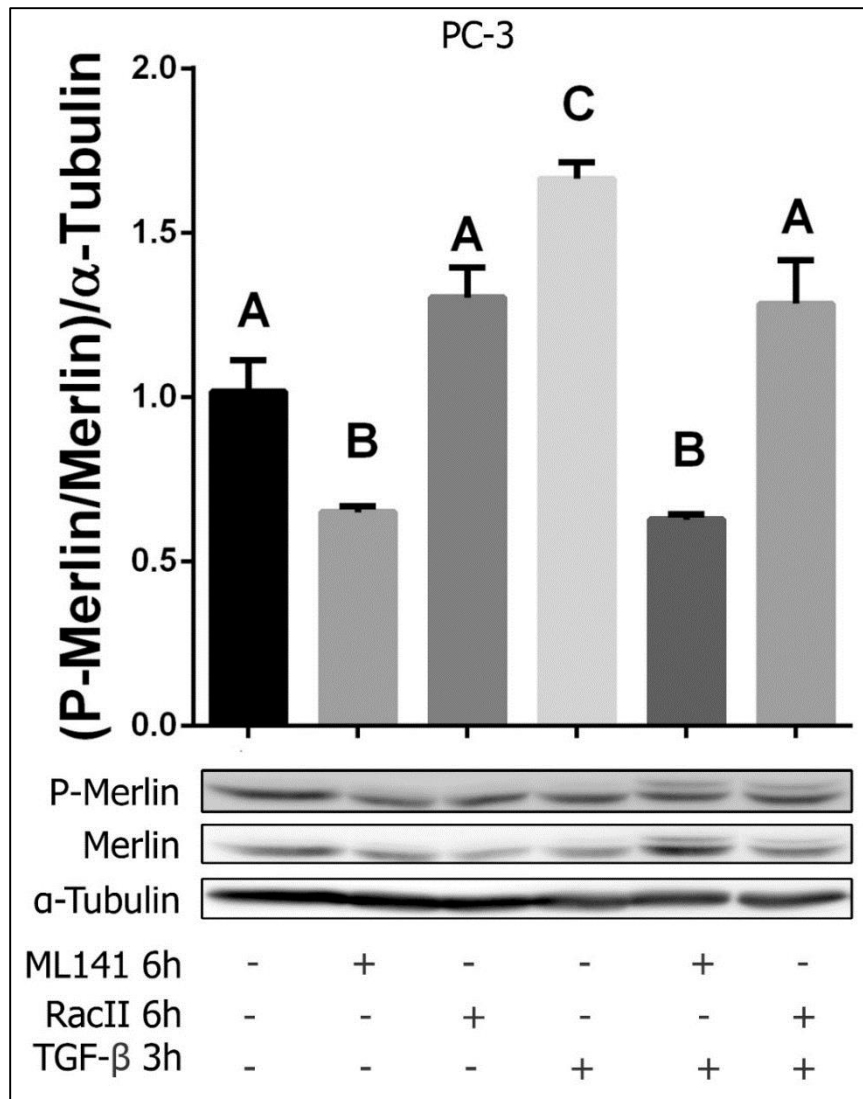 PC-3
(P-Merlin/Merlin)/α-Tubulin
2.0
1.5
1.0
0.5
0.0
A
B
A
C
B
A
P-Merlin
Merlin
α-Tubulin
ML141 6h - + - - + -
RacII 6h - - + - - +
TGF-β 3h - - - + + +